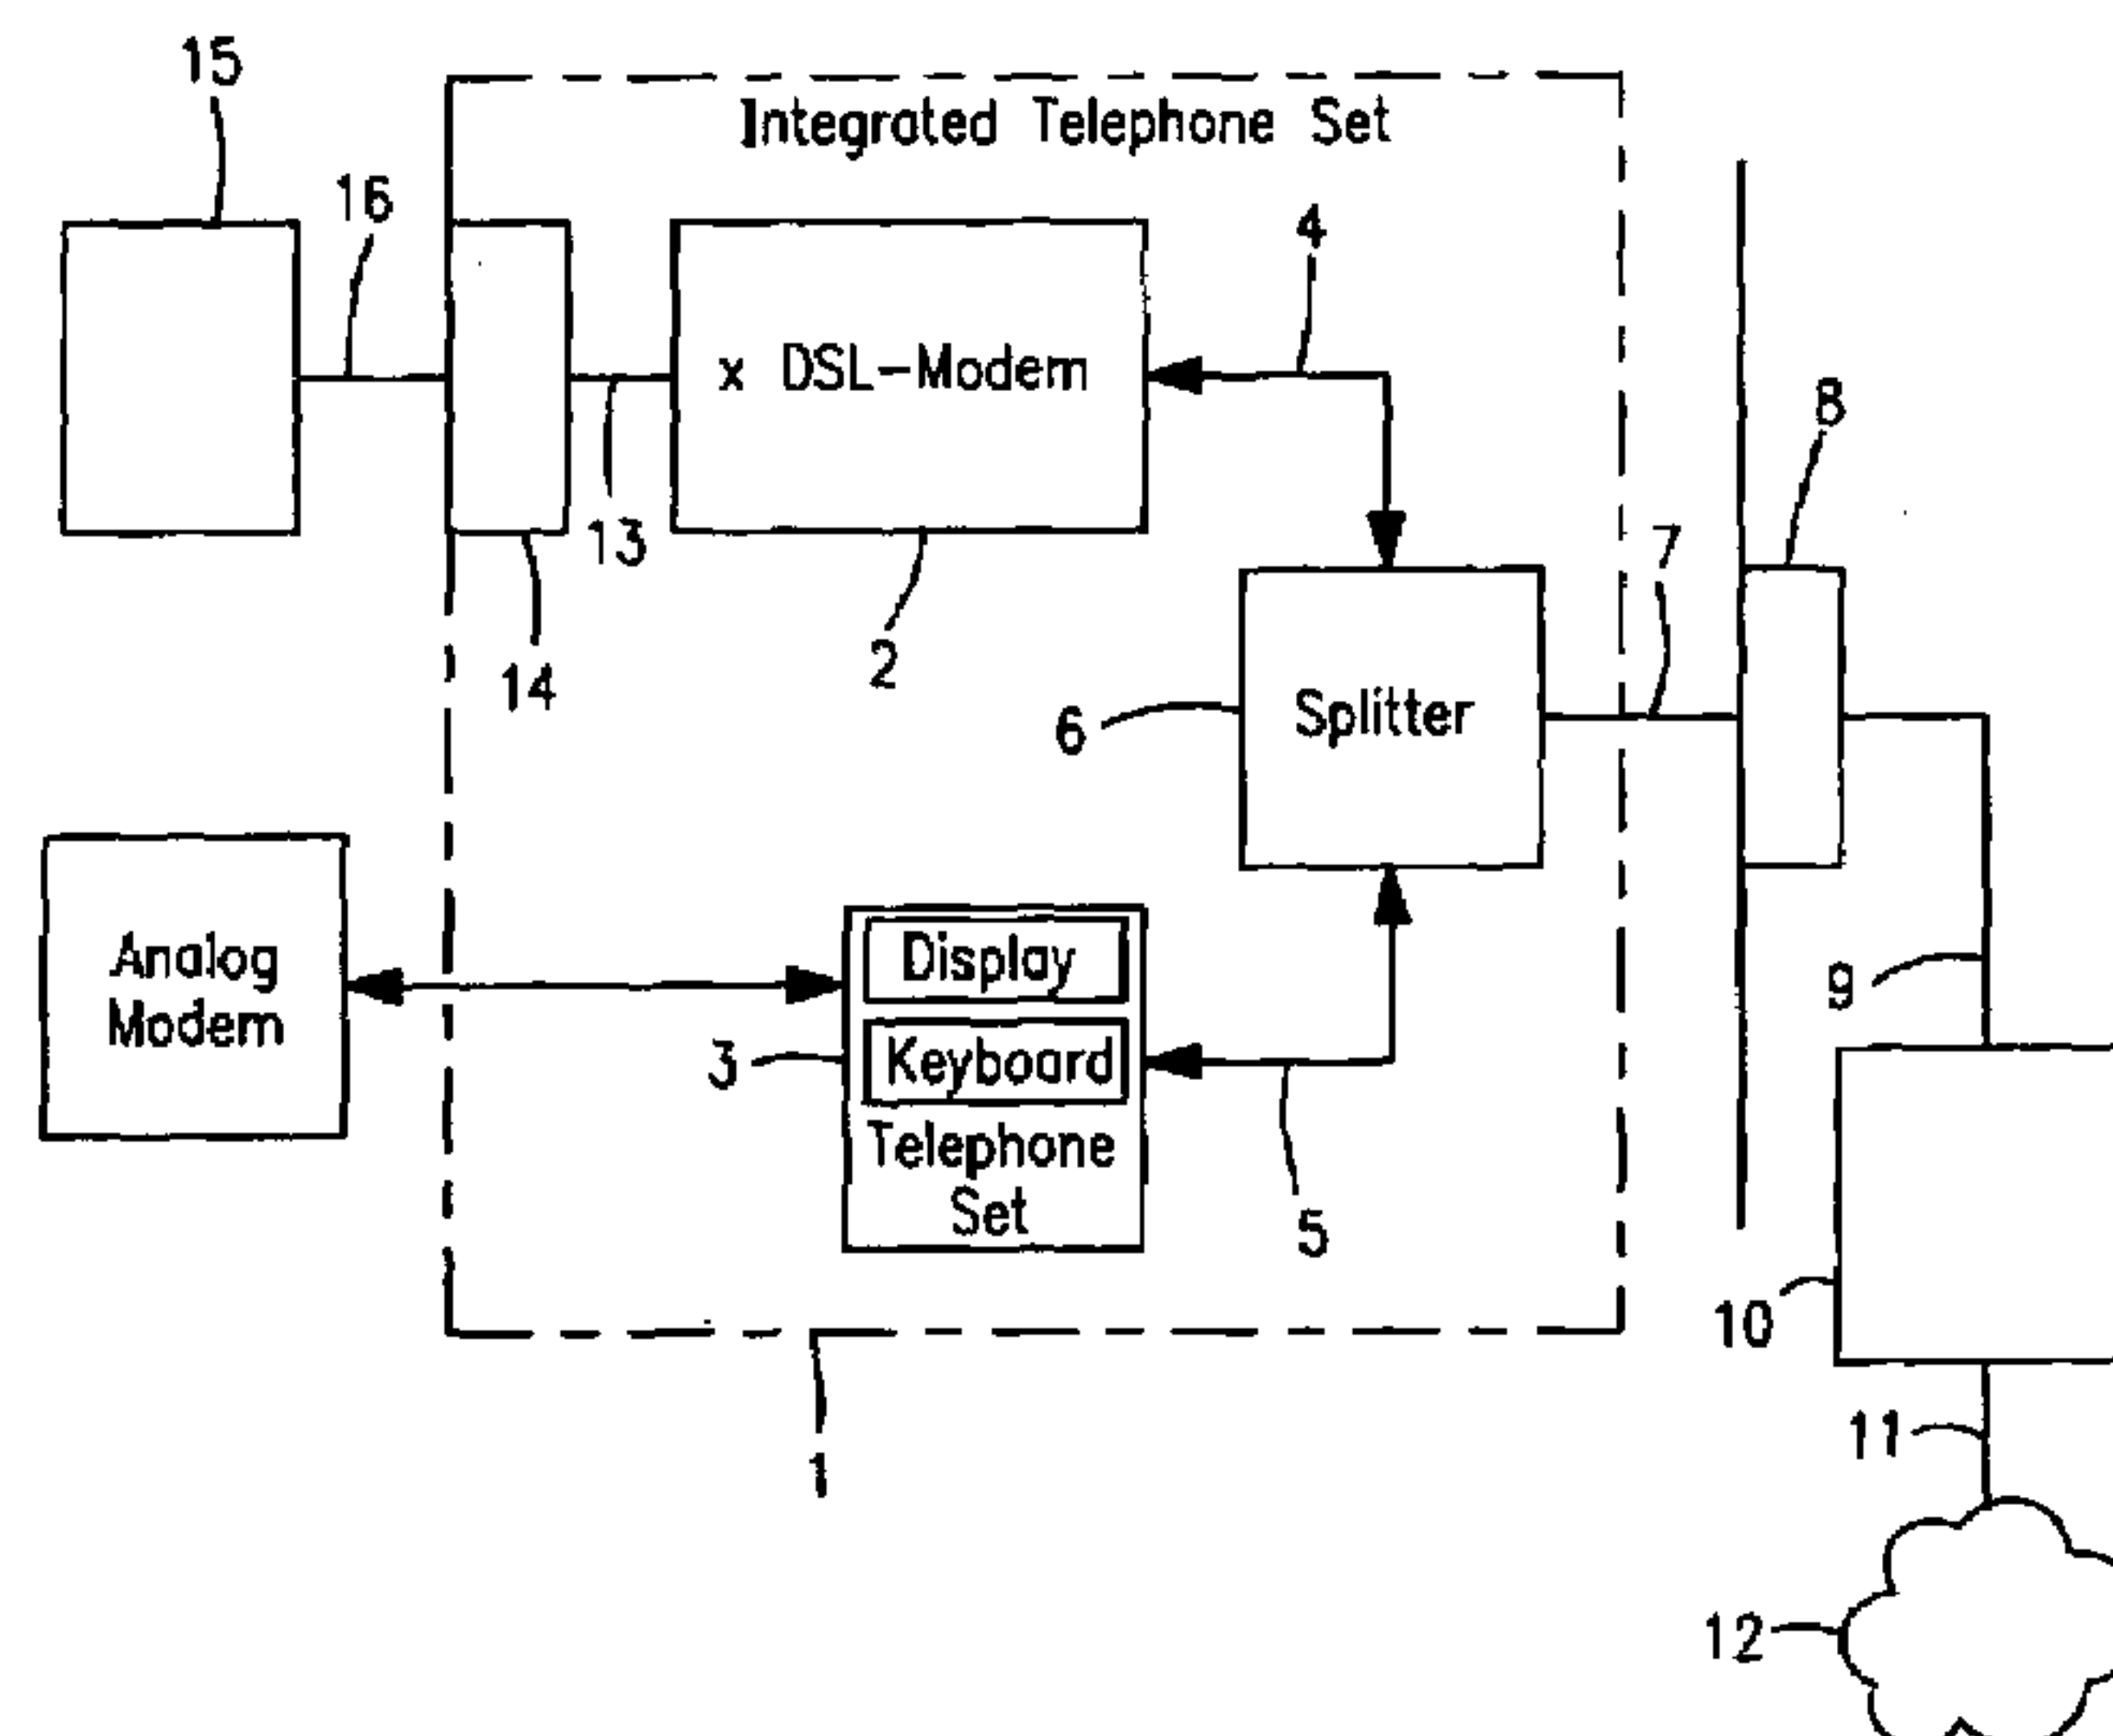 15
Integrated Telephone Set
16
4
x DSL-Modem
8
13
7
2
14
6
Splitter
Analog
Modem
Display
9
3
Keyboard
Telephone
Set
5
10
11
1
12